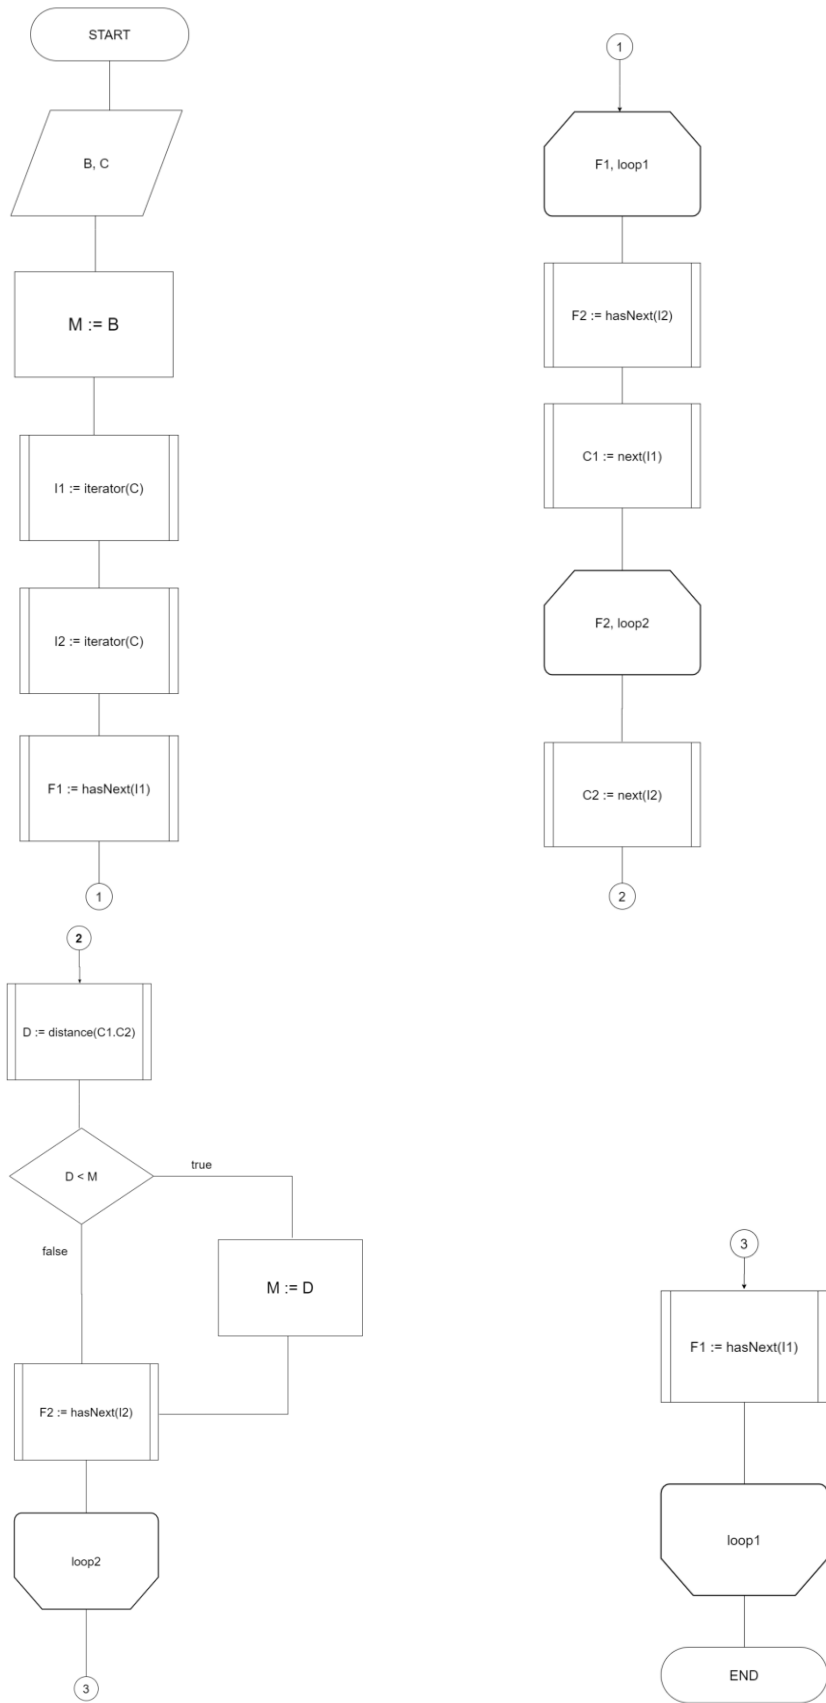 START
B, C
M := B
I1 := iterator(C)
I2 := iterator(C)
F1 := hasNext(I1)
1
1
F1, loop1
F2 := hasNext(I2)
C1 := next(I1)
F2, loop2
C2 := next(I2)
2
2
D := distance(C1.C2)
D < M
true
false
M := D
F2 := hasNext(I2)
loop2
3
3
F1 := hasNext(I1)
loop1
END